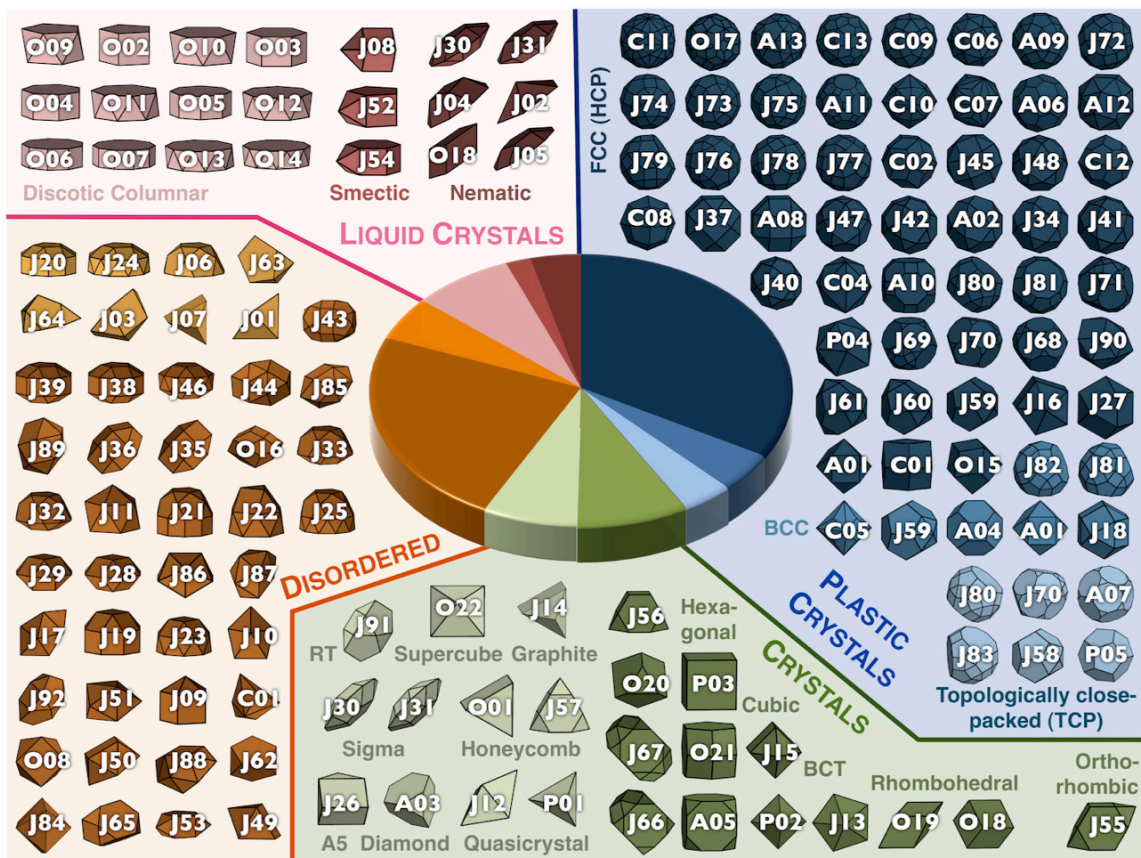 O09 O02 O10 O03
O04 O11 O05 O12
O06 O07 O13 O14
Discotic Columnar
J08
J52
J54
Smectic
J30 J31
J04 J02
O18 J05
Nematic
LIQUID CRYSTALS
FCC (HCP)
C11 O17 A13 C13 C09 C06 A09 J72
J74 J73 J75 A11 C10 C07 A06 A12
J79 J76 J78 J77 C02 J45 J48 C12
C08 J37 A08 J47 J42 A02 J34 J41
J40 C04 A10 J80 J81 J71
P04 J69 J70 J68 J90
J61 J60 J59 J16 J27
A01 C01 O15 J82 J81
BCC
C05 J59 A04 A01 J18
J80 J70 A07
J83 J58 P05
Topologically close-
packed (TCP)
PLASTIC
CRYSTALS
J20 J24 J06 J63
J64 J03 J07 J01 J43
J39 J38 J46 J44 J85
J89 J36 J35 O16 J33
J32 J11 J21 J22 J25
J29 J28 J86 J87
J17 J19 J23 J10
J92 J51 J09 C01
O08 J50 J88 J62
J84 J65 J53 J49
DISORDERED
CRYSTALS
J91
RT
O22
Supercube
J14
Graphite
J30 J31
Sigma
O01 J57
Honeycomb
J26
A5
A03
Diamond
J12 P01
Quasicrystal
J56
Hexa-
gonal
O20 P03
Cubic
J67 O21 J15
BCT
J66 A05 P02 J13
Rhombohedral
O19 O18
Ortho-
rhombic
J55